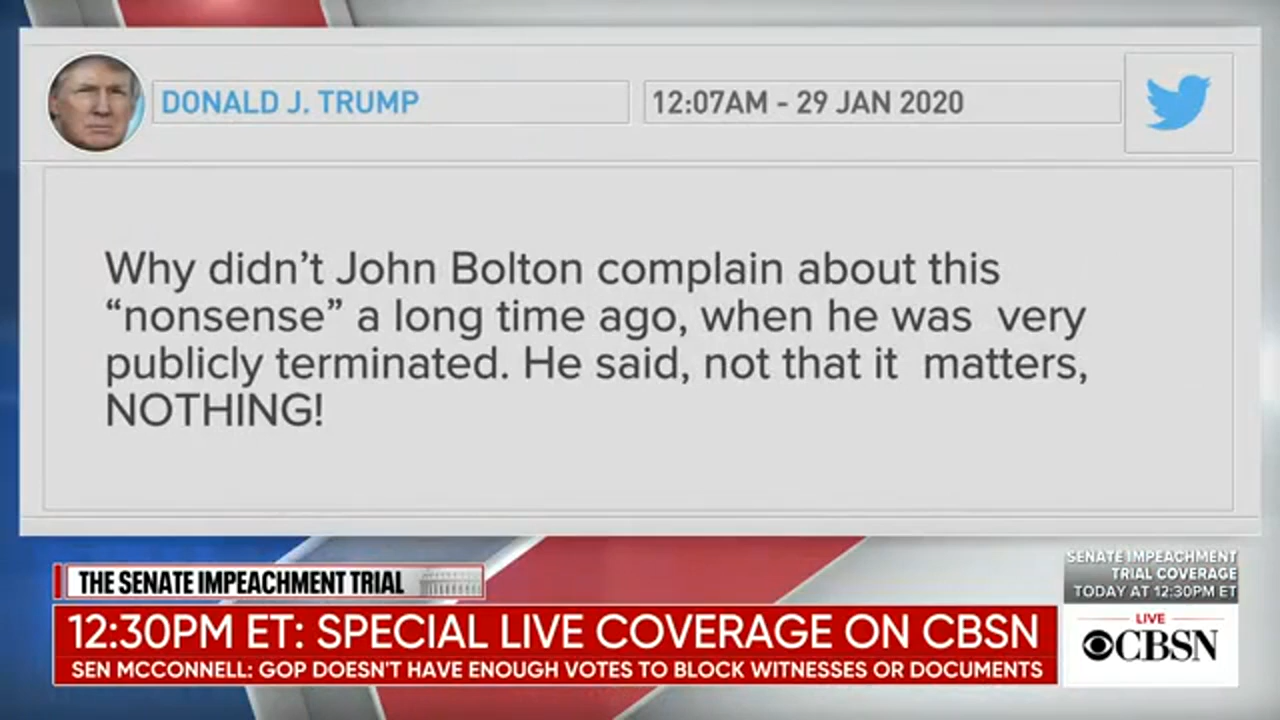 DONALD J. TRUMP
12:07AM - 29 JAN 2020
Why didn’t John Bolton complain about this
“nonsense” a long time ago, when he was  very
publicly terminated. He said, not that it  matters,
NOTHING!
THE SENATE IMPEACHMENT TRIAL
12:30PM ET: SPECIAL LIVE COVERAGE ON CBSN
SEN MCCONNELL: GOP DOESN'T HAVE ENOUGH VOTES TO BLOCK WITNESSES OR DOCUMENTS
SENATE IMPEACHMENT
TRIAL COVERAGE
TODAY AT 12:30PM ET
LIVE
CBSN